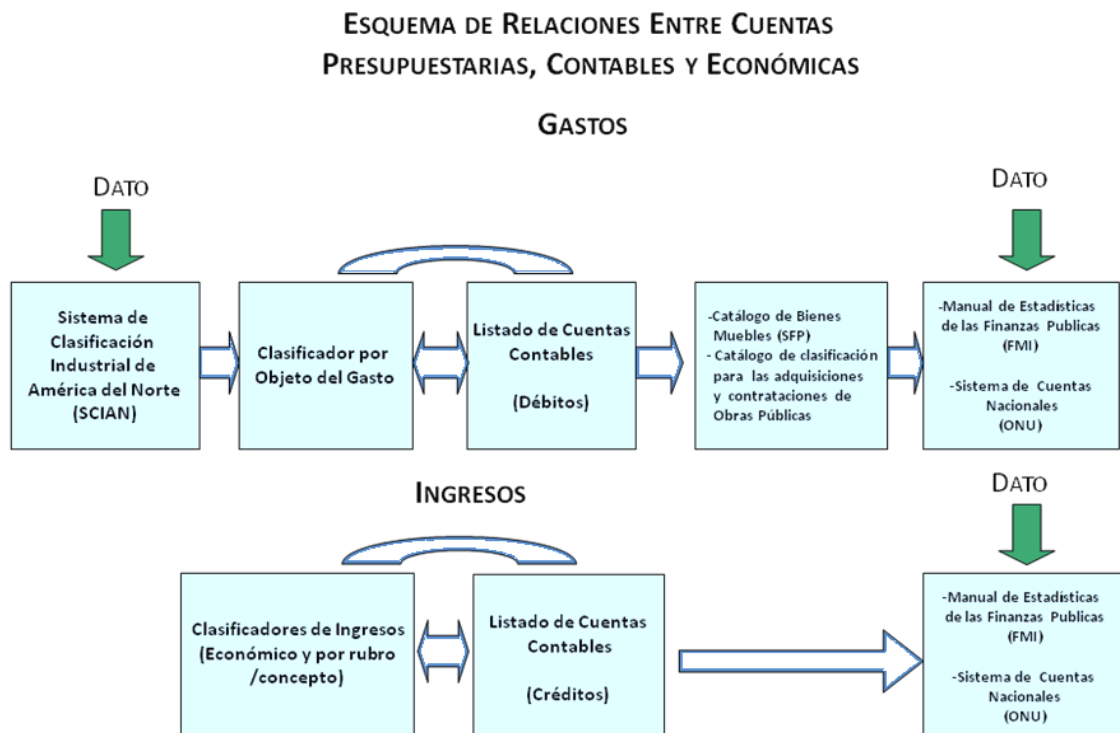 ESQUEMA DE RELACIONES ENTRE CUENTAS
PRESUPUESTARIAS, CONTABLES Y ECONÓMICAS
GASTOS
DATO
DATO
Sistema de
Clasificación
Industrial de
América del Norte
(SCIAN)
Clasificador por
Objeto del Gasto
Listado de Cuentas
Contables
(Débitos)
-Catálogo de Bienes
Muebles (SFP)
- Catálogo de clasificación
para las adquisiciones
y contrataciones de
Obras Públicas
-Manual de Estadísticas
de las Finanzas Publicas
(FMI)
-Sistema de Cuentas
Nacionales
(ONU)
INGRESOS
DATO
Clasificadores de Ingresos
(Económico y por rubro
/concepto)
Listado de Cuentas
Contables
(Créditos)
-Manual de Estadísticas
de las Finanzas Publicas
(FMI)
-Sistema de Cuentas
Nacionales
(ONU)